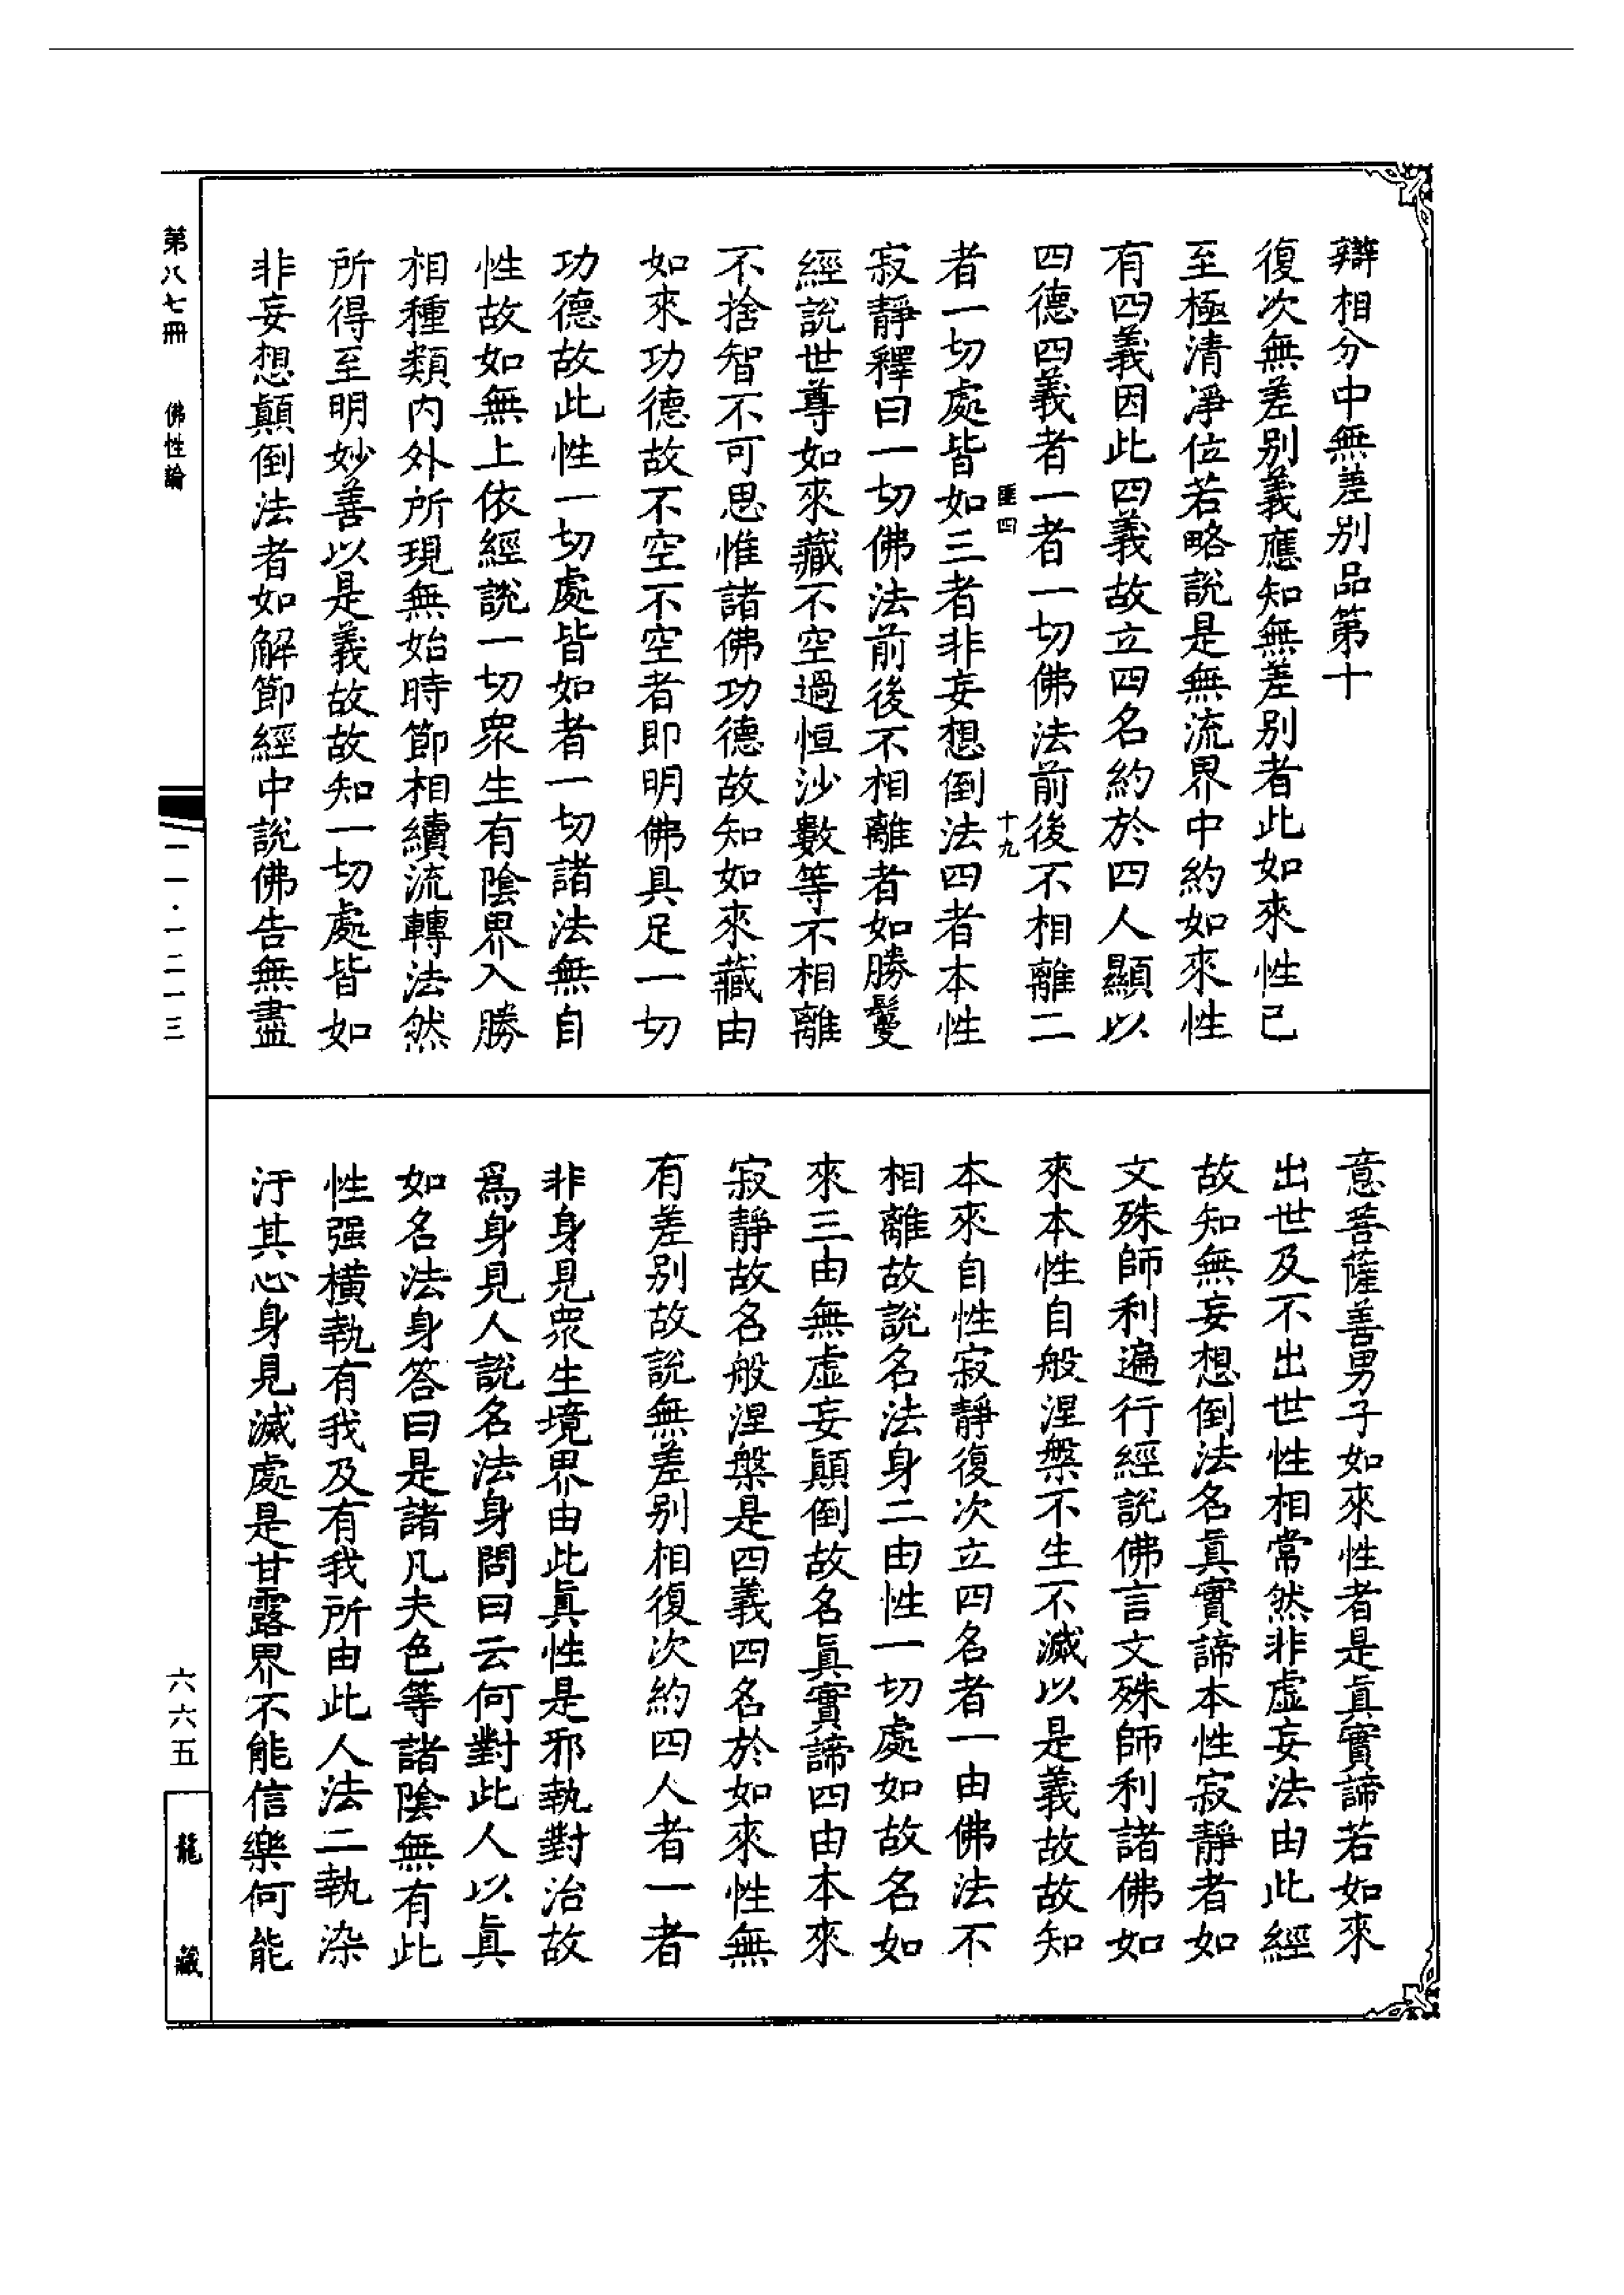 辯相分中無差別品第十
復次無差別義應知無差別者此如來性已
至極清淨位若略說是無流界中約如來性
有四義因此四義故立四名約於四人顯以
四德四義者一者一切佛法前後不相離二
十九
者一切處皆如三者非妄想倒法四者本性
寂靜釋曰一切佛法前後不相離者如勝鬘
經說世尊如來藏不空過恒沙數等不相離
不捨智不可思惟諸佛功德故知如來藏由
如來功德故不空不空者即明佛具足一切
功德故此性一切處皆如者一切諸法無自
性故如無上依經說一切眾生有陰界入勝
相種類內外所現無始時節相續流轉法然
所得至明妙善以是義故故知一切處皆如
非妄想顛倒法者如解節經中說佛告無盡
意菩薩善男子如來性者是真實諦若如來
出世及不出世性相常然非虛妄法由此經
故知無妄想倒法名真實諦本性寂靜者如
文殊師利遍行經說佛言文殊師利諸佛如
來本性自般涅槃不生不滅以是義故故知
本來自性寂靜復次立四名者一由佛法不
相離故說名法身二由性一切處如故名如
來三由無虛妄顛倒故名真實諦四由本來
寂靜故名般涅槃是四義四名於如來性無
有差別故說無差別相復次約四人者一者
非身見眾生境界由此真性是邪執對治故
爲身見人說名法身問曰云何對此人以真
如名法身答曰是諸凡夫色等諸陰無有此
性强橫執有我及有我所由此人法二執染
汙其心身見滅處是甘露界不能信樂何能
第八七冊 佛性論
一一·一二一三
六六五
龍藏